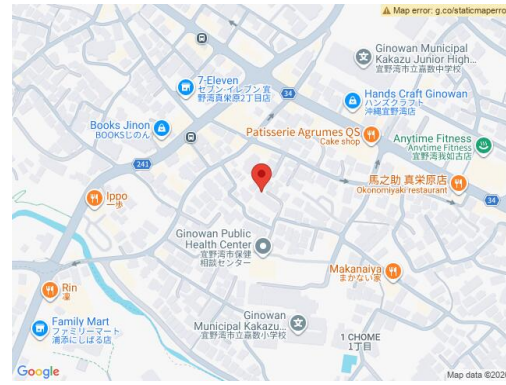 Map error: g.co/staticmaperro
Ginowan Municipal
Kakazu Junior High...
宜野湾市立嘉数中学校
7-Eleven
セブン-イレブン 宜
野湾真栄原2丁目店
34
Hands Craft Ginowan
ハンズクラフト
沖縄宜野湾店
Books Jinon
BOOKSじのん
Patisserie Agrumes QS
Cake shop
Anytime Fitness
Anytime Fitness
宜野湾我如古店
241
馬之助 真栄原店
Okonomiyaki restaurant
34
Ippo
一歩
Ginowan Public
Health Center
宜野湾市保健
相談センター
Makanaiya
まかない家
Rin
凜
Family Mart
ファミリーマート
浦添にしばる店
Ginowan
Municipal Kakazu...
宜野湾市立嘉数小学校
1 CHOME
1丁目
Google
Map data ©2026